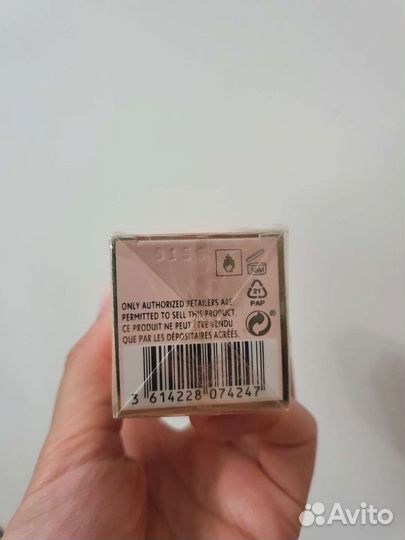 9156
ONLY AUTHORIZED RETAILERS ARE
PERMITTED TO SELL THIS PRODUCT.
CE PRODUIT NE PEUT ÊTRE VENDU
QUE PAR LES DÉPOSITAIRES AGRÉÉS.
21
PAP
3 614228 074247
Avito